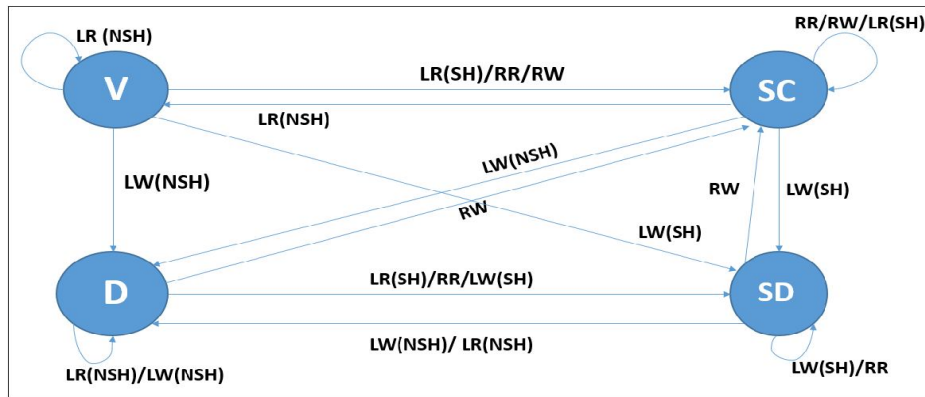 LR (NSH)
RR/RW/LR(SH)
V
LR(SH)/RR/RW
SC
LR(NSH)
LW(NSH)
LW(NSH)
RW
RW
LW(SH)
LW(SH)
D
LR(SH)/RR/LW(SH)
SD
LW(NSH)/ LR(NSH)
LR(NSH)/LW(NSH)
LW(SH)/RR